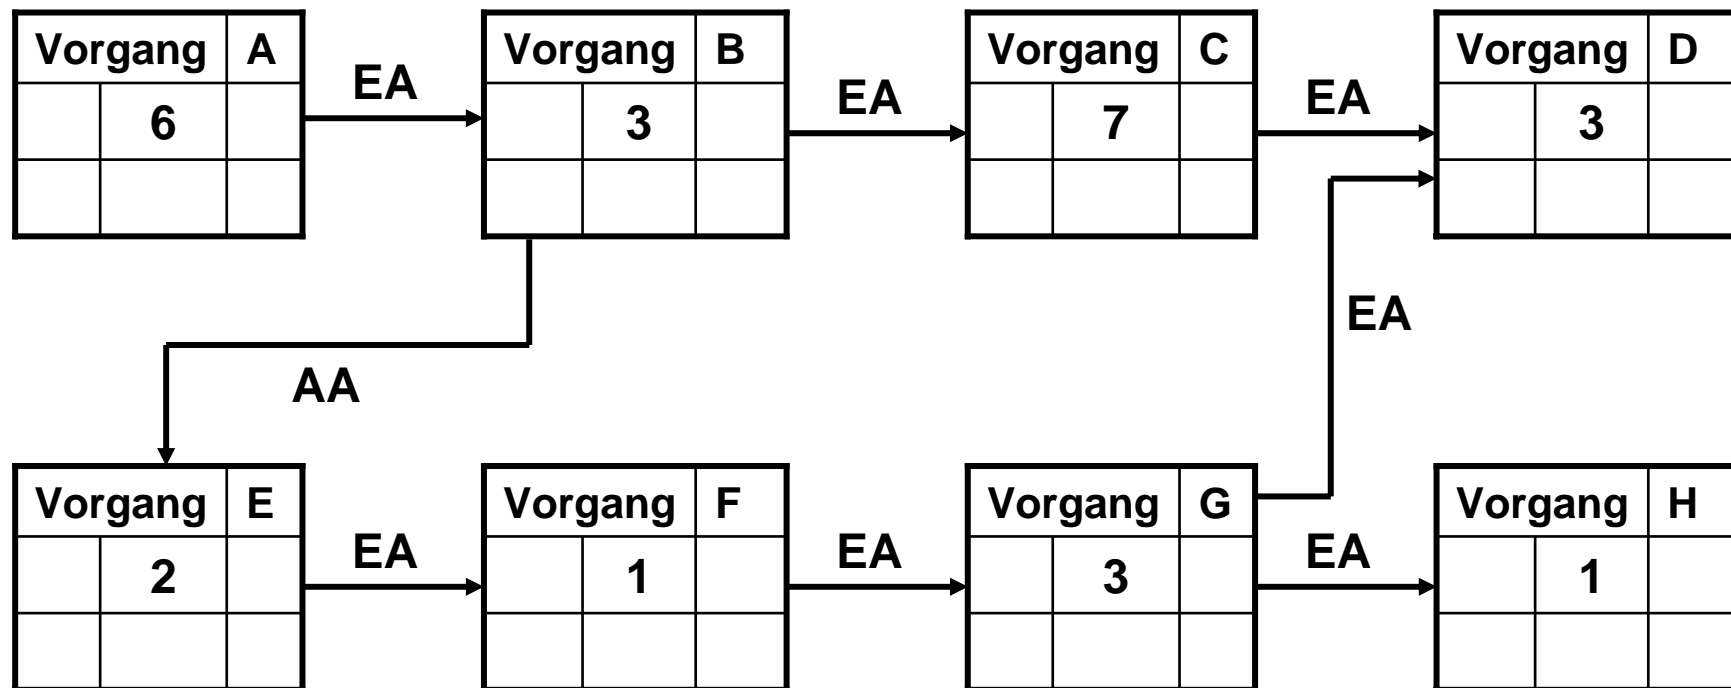 Vorgang A
EA
Vorgang B
EA
Vorgang C
EA
Vorgang D
6
3
7
3
EA
AA
Vorgang E
EA
Vorgang F
EA
Vorgang G
EA
Vorgang H
2
1
3
1